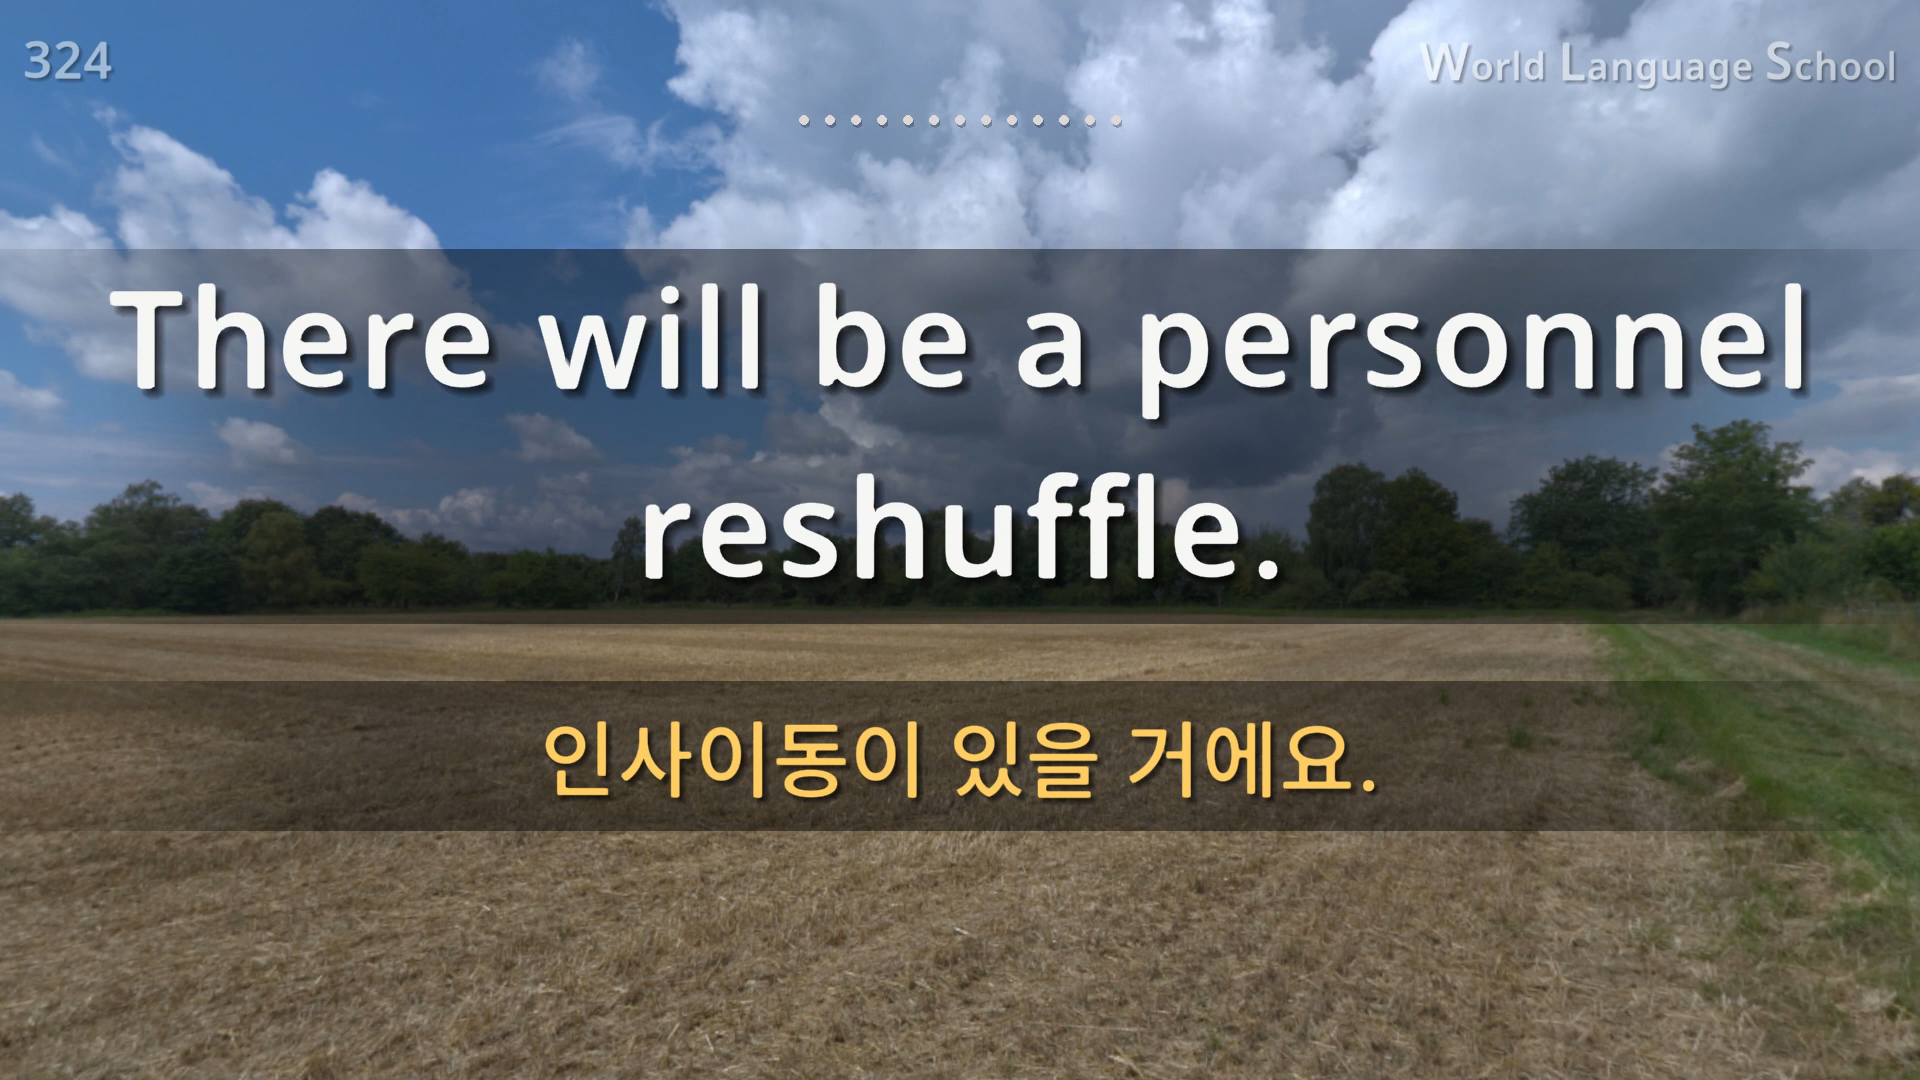 324
World Language School
There will be a personnel
reshuffle.
인사이동이 있을 거에요.